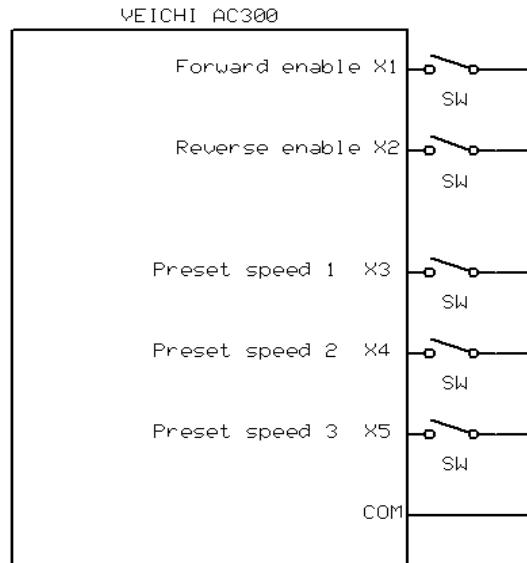 VEICHI AC300
Forward enable X1
SW
Reverse enable X2
SW
Preset speed 1 X3
SW
Preset speed 2 X4
SW
Preset speed 3 X5
SW
COM